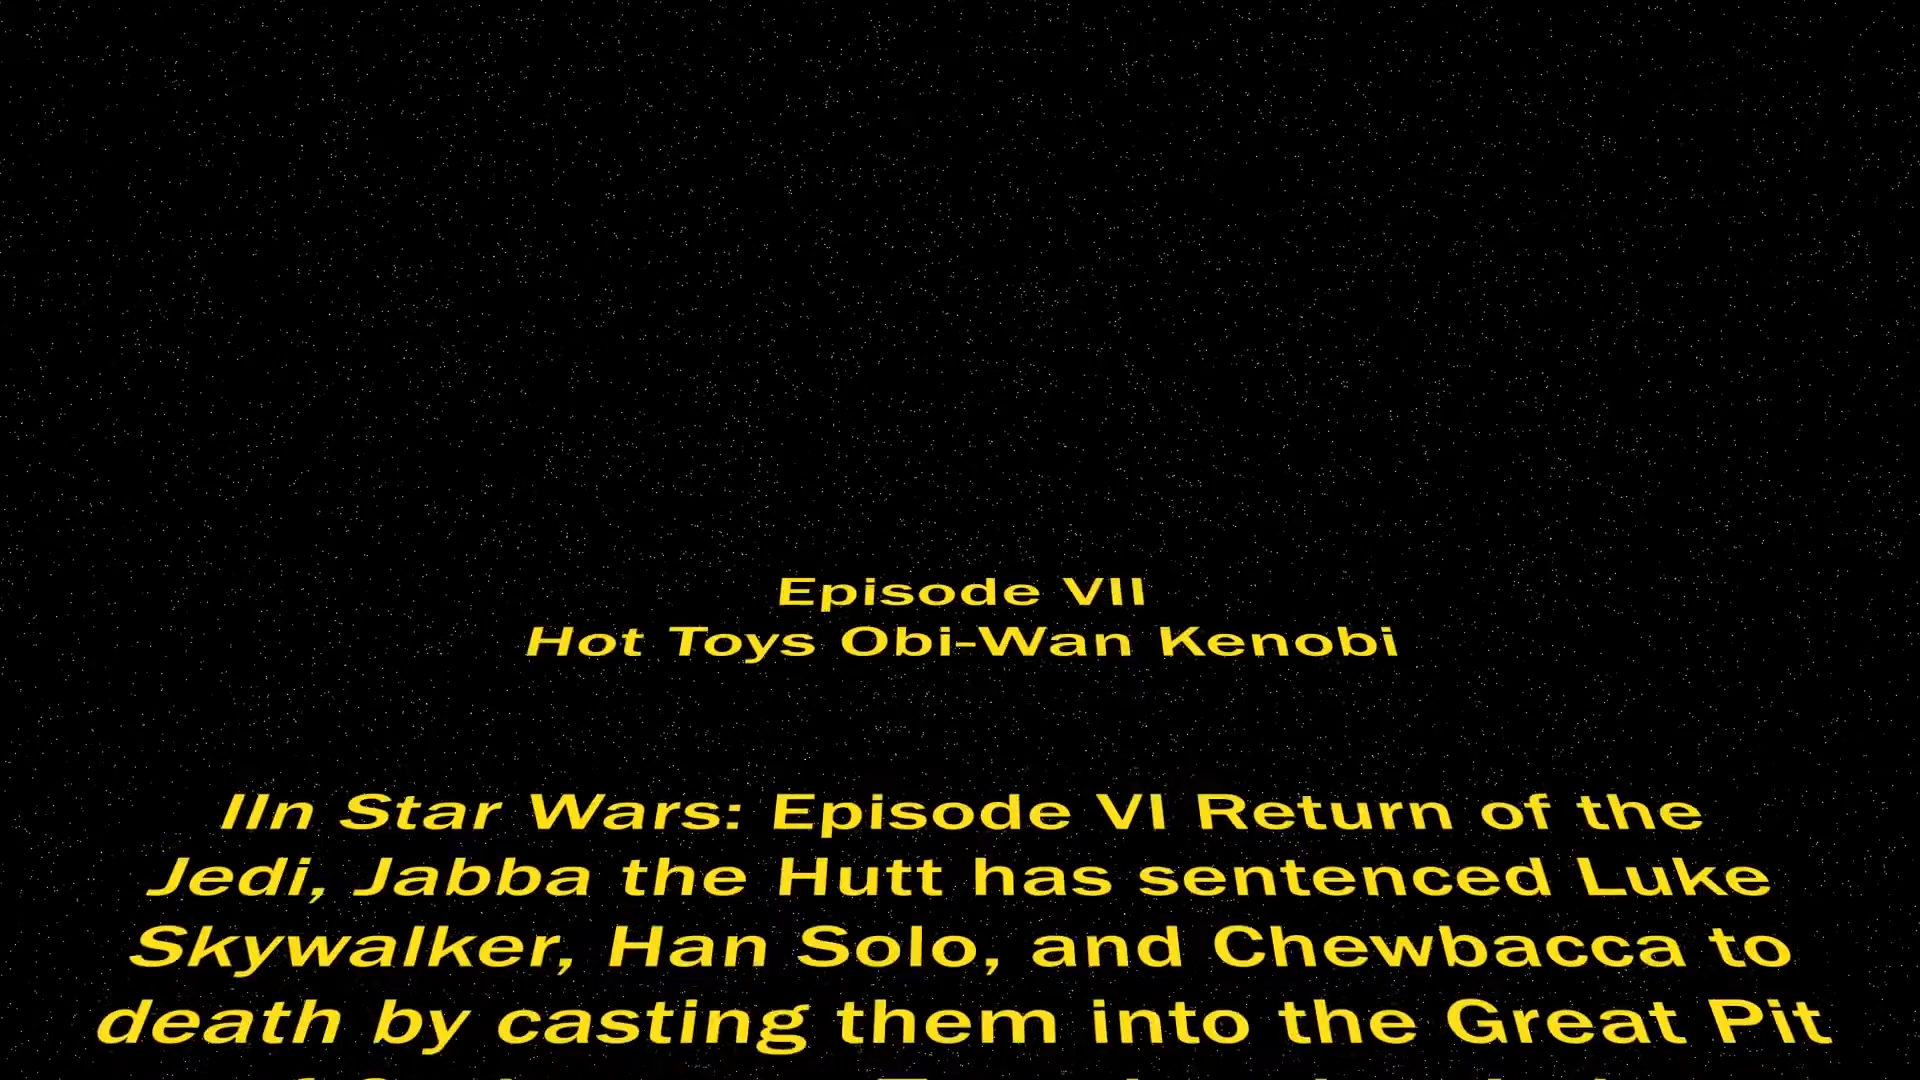 Episode VII
Hot Toys Obi-Wan Kenobi
IIn Star Wars: Episode VI Return of the
Jedi, Jabba the Hutt has sentenced Luke
Skywalker, Han Solo, and Chewbacca to
death by casting them into the Great Pit